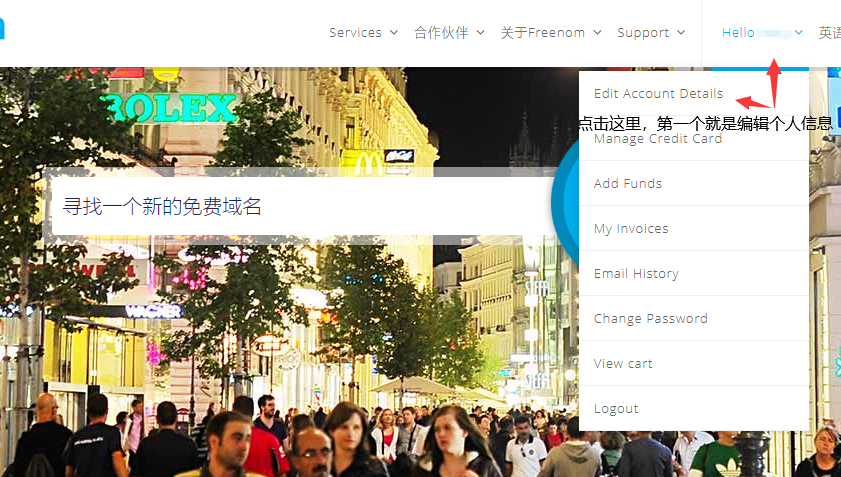 Services 合作伙伴 关于Freenom Support Hello 英语
Edit Account Details
点击这里，第一个就是编辑个人信息
Manage Credit Card
Add Funds
My Invoices
Email History
Change Password
View cart
Logout
寻找一个新的免费域名
ROLEX
WAGNER